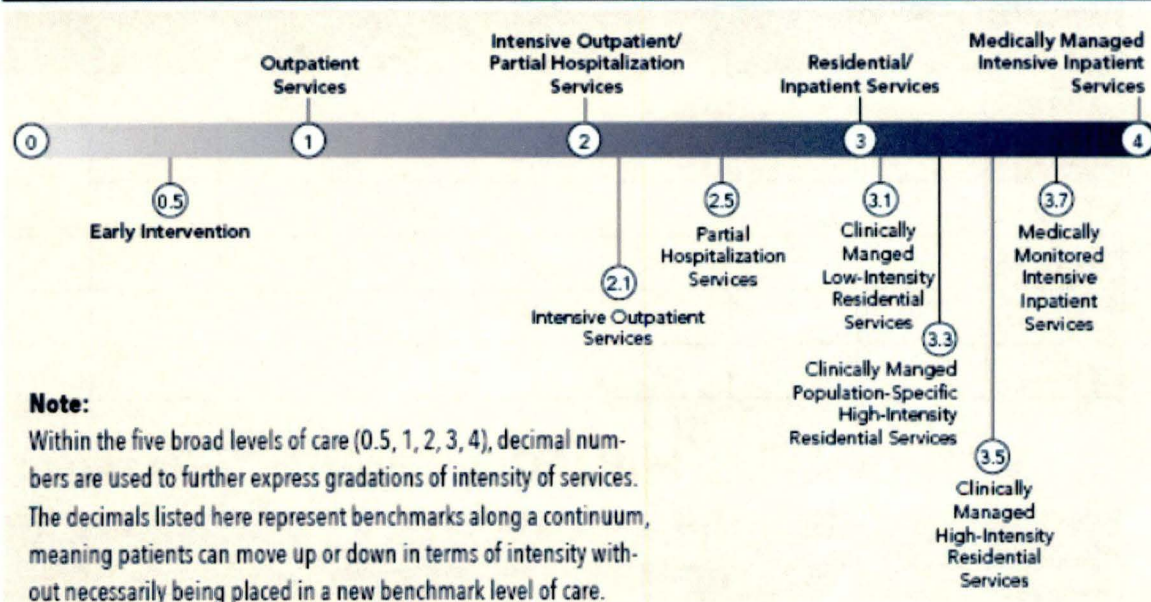 Outpatient
Services
Intensive Outpatient/
Partial Hospitalization
Services
Residential/
Inpatient Services
Medically Managed
Intensive Inpatient
Services
0
1
2
3
4
0.5
Early Intervention
2.1
Intensive Outpatient
Services
2.5
Partial
Hospitalization
Services
3.1
Clinically
Manged
Low-Intensity
Residential
Services
3.3
Clinically Manged
Population-Specific
High-Intensity
Residential Services
3.5
Clinically
Managed
High-Intensity
Residential
Services
3.7
Medically
Monitored
Intensive
Inpatient
Services
Note:
Within the five broad levels of care (0.5, 1, 2, 3, 4), decimal num-
bers are used to further express gradations of intensity of services.
The decimals listed here represent benchmarks along a continuum,
meaning patients can move up or down in terms of intensity with-
out necessarily being placed in a new benchmark level of care.